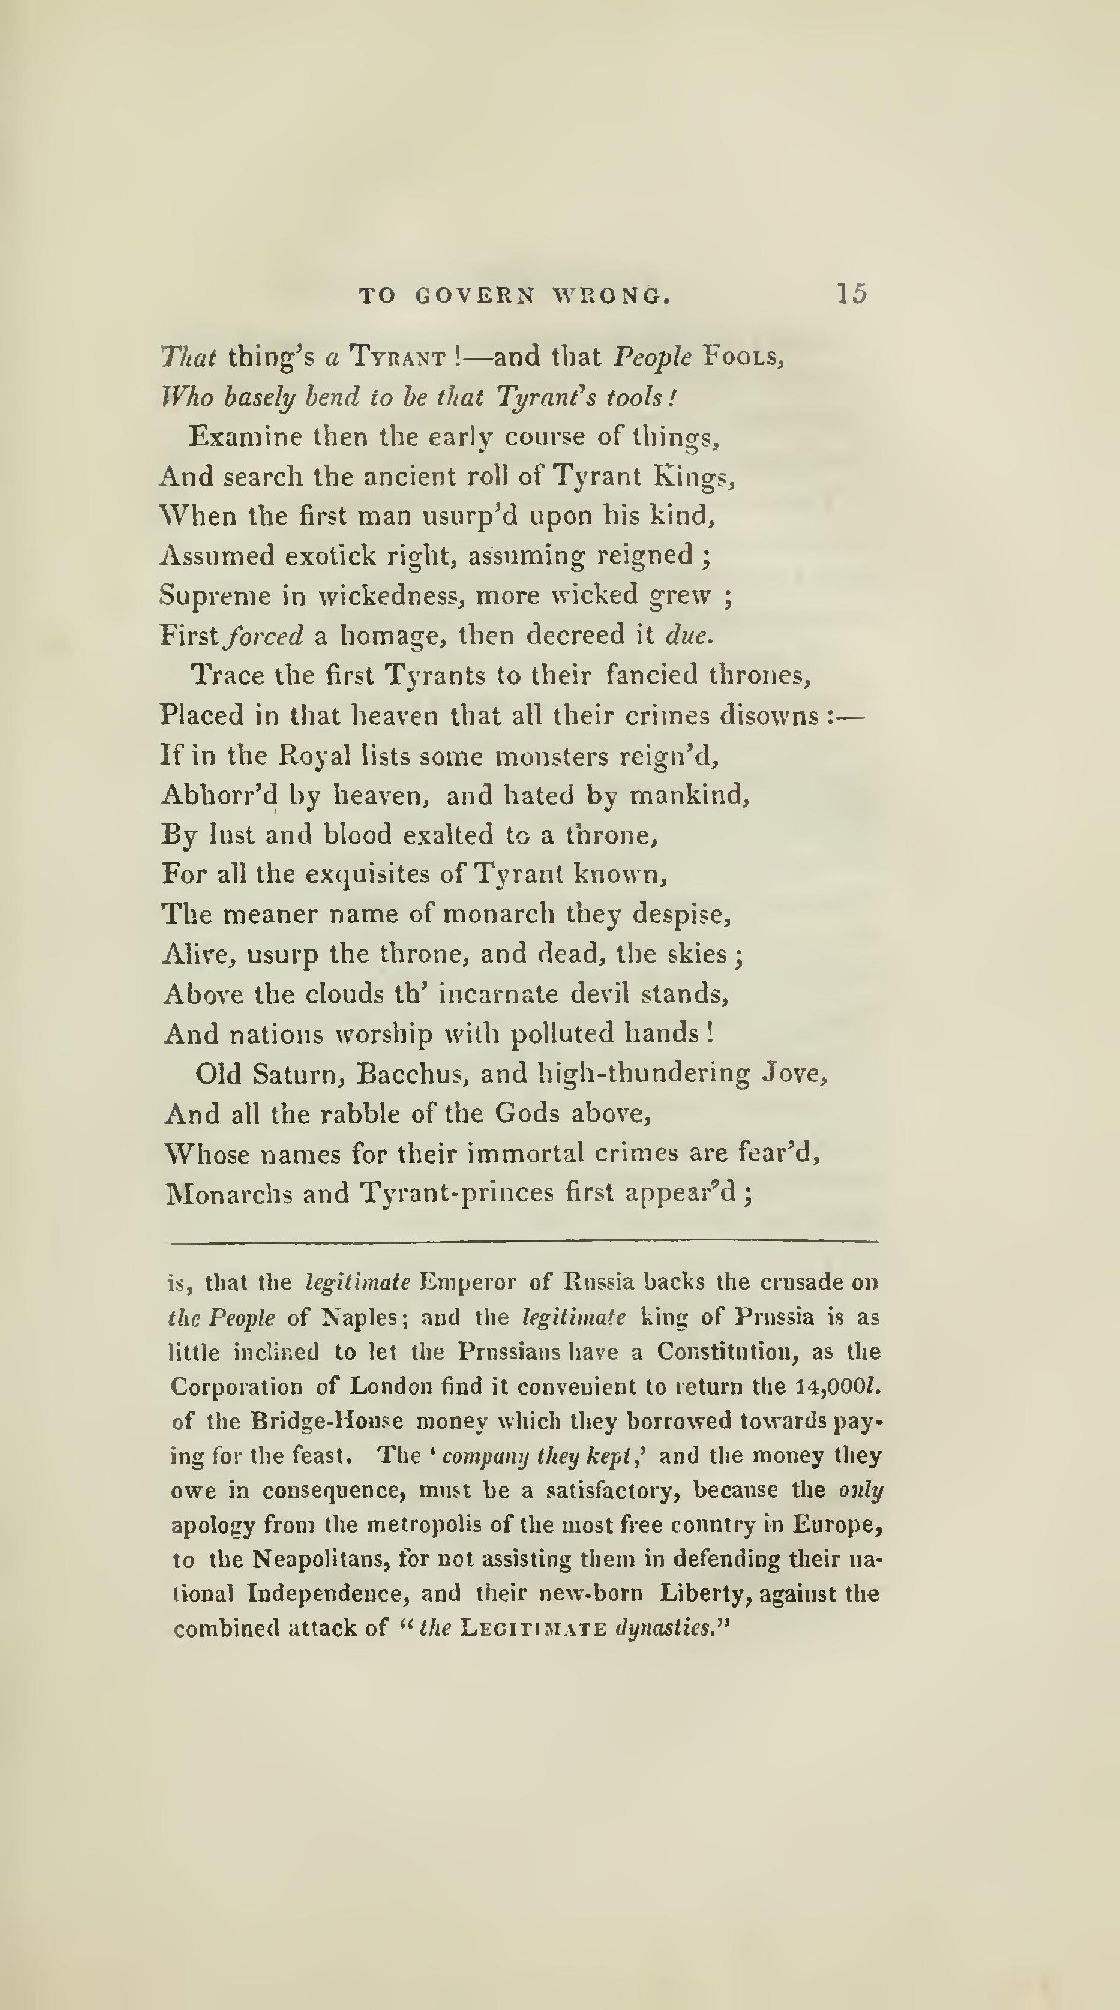 TO GOVERN WRONG. 15
That thing's a TYRANT !—and that People FOOLS,
Who basely bend to be that Tyrant's tools !
Examine then the early course of things,
And search the ancient roll of Tyrant Kings,
When the first man usurp'd upon his kind,
Assumed exotick right, assuming reigned ;
Supreme in wickedness, more wicked grew ;
First forced a homage, then decreed it due.
Trace the first Tyrants to their fancied thrones,
Placed in that heaven that all their crimes disowns :—
If in the Royal lists some monsters reign'd,
Abhorr'd by heaven, and hated by mankind,
By lust and blood exalted to a throne,
For all the exquisites of Tyrant known,
The meaner name of monarch they despise,
Alive, usurp the throne, and dead, the skies ;
Above the clouds th' incarnate devil stands,
And nations worship with polluted hands !
Old Saturn, Bacchus, and high-thundering Jove,
And all the rabble of the Gods above,
Whose names for their immortal crimes are fear'd,
Monarchs and Tyrant-princes first appear'd ;
is, that the legitimate Emperor of Russia backs the crusade on
the People of Naples; and the legitimate king of Prussia is as
little inclined to let the Prussians have a Constitution, as the
Corporation of London find it convenient to return the 14,000l.
of the Bridge-House money which they borrowed towards pay-
ing for the feast. The ' company they kept,' and the money they
owe in consequence, must be a satisfactory, because the only
apology from the metropolis of the most free country in Europe,
to the Neapolitans, for not assisting them in defending their na-
tional Independence, and their new-born Liberty, against the
combined attack of "the LEGITIMATE dynasties."